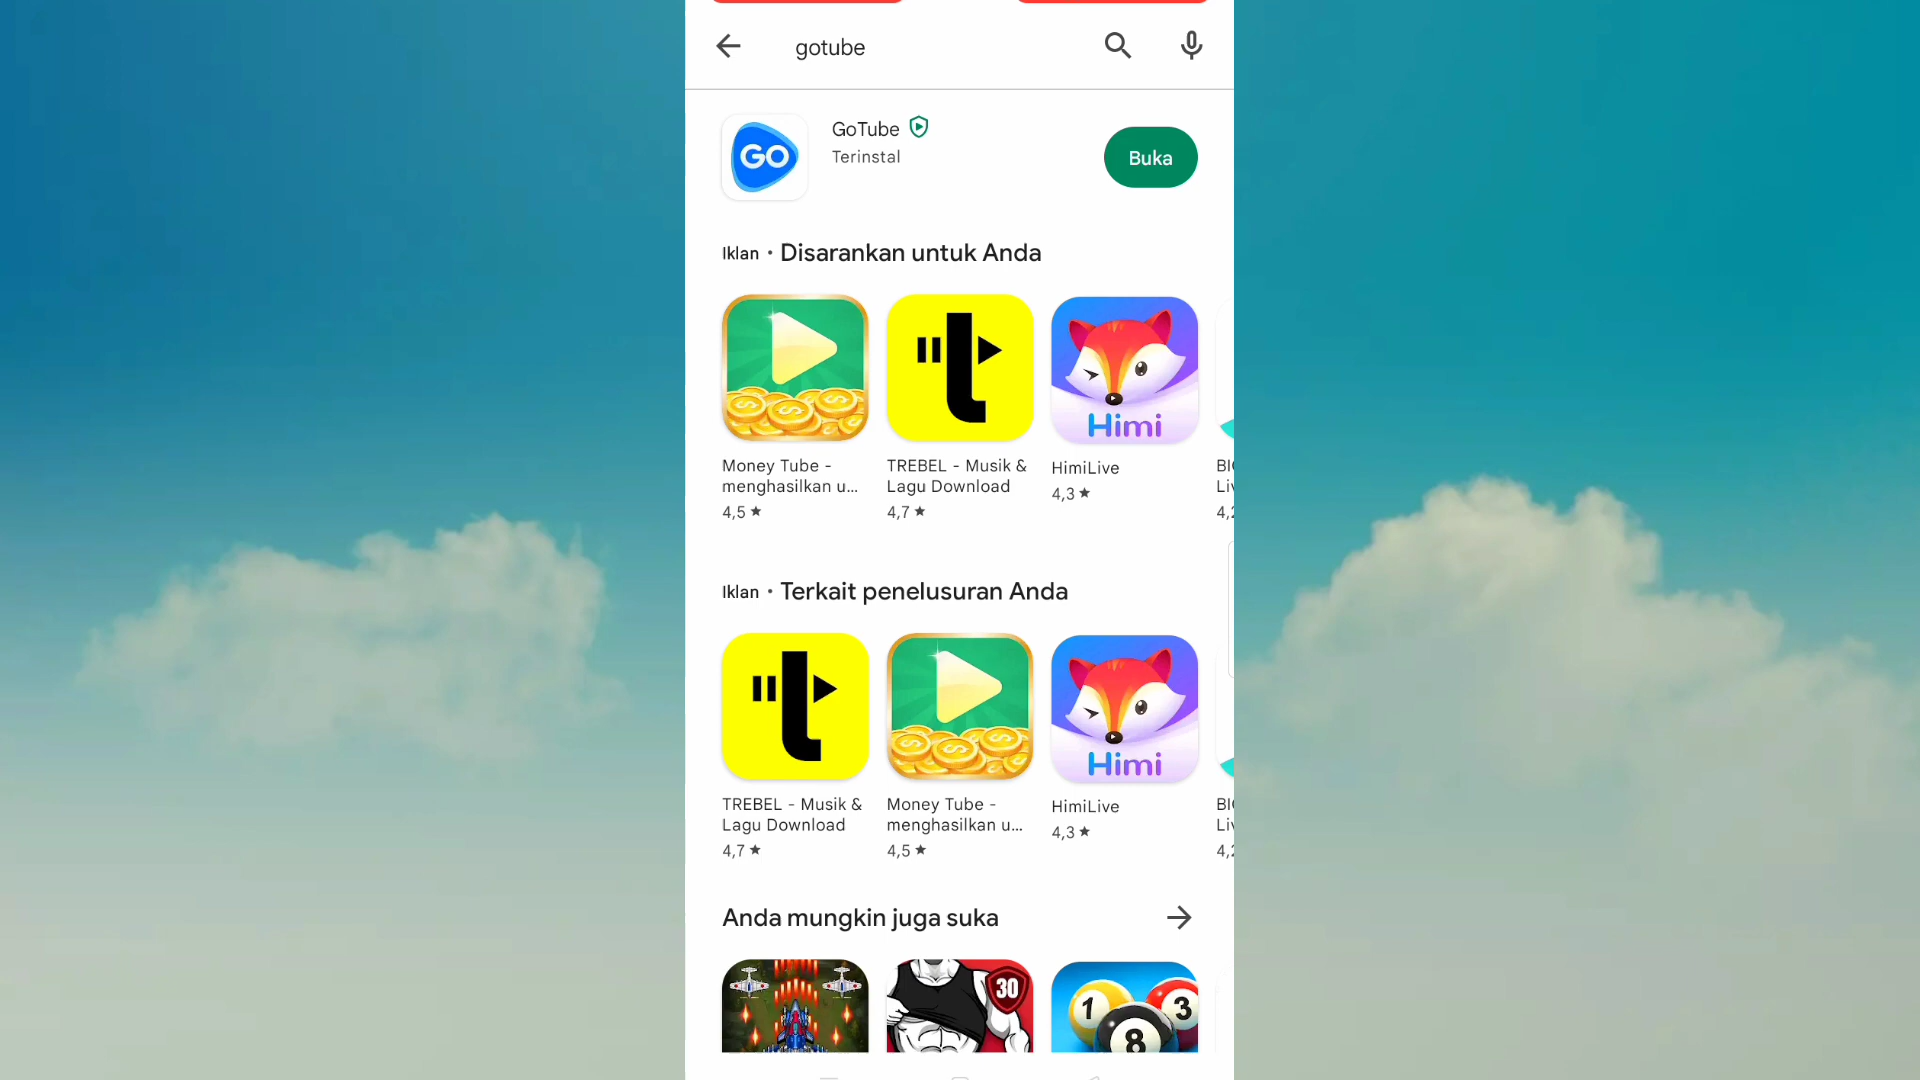 gotube
GO
GoTube
Terinstal
Buka
Iklan • Disarankan untuk Anda
Himi
Money Tube -
menghasilkan u...
4,5 ★
TREBEL - Musik &
Lagu Download
4,7 ★
HimiLive
4,3 ★
Iklan • Terkait penelusuran Anda
Himi
TREBEL - Musik &
Lagu Download
4,7 ★
Money Tube -
menghasilkan u...
4,5 ★
HimiLive
4,3 ★
Anda mungkin juga suka
30
1
3
8